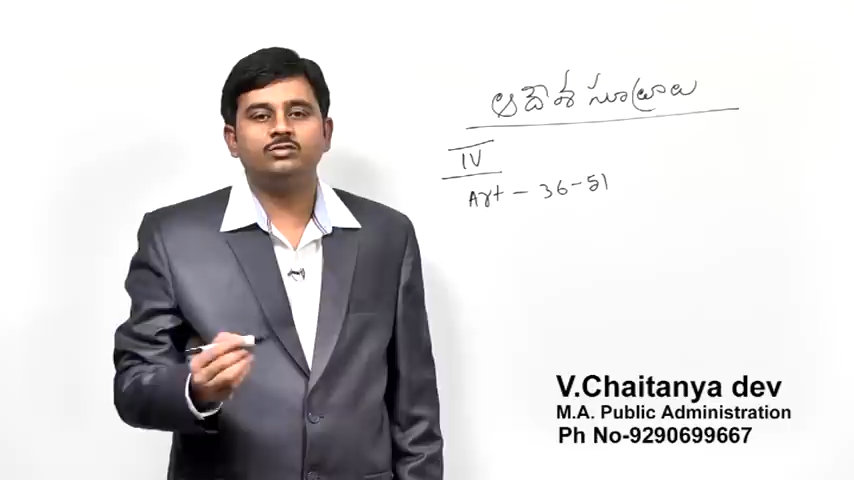 ఆదేశ సూత్రాలు
IV
Art - 36-51
V.Chaitanya dev
M.A. Public Administration
Ph No-9290699667